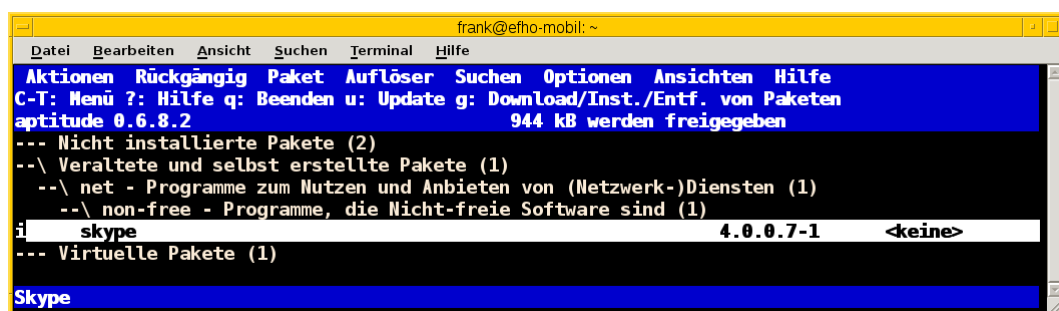 frank@efho-mobil: ~
Datei Bearbeiten Ansicht Suchen Terminal Hilfe
Aktionen Rückgängig Paket Auflöser Suchen Optionen Ansichten Hilfe
C-T: Menü ?: Hilfe q: Beenden u: Update g: Download/Inst./Entf. von Paketen
aptitude 0.6.8.2 944 kB werden freigegeben
--- Nicht installierte Pakete (2)
--\ Veraltete und selbst erstellte Pakete (1)
--\ net - Programme zum Nutzen und Anbieten von (Netzwerk-)Diensten (1)
--\ non-free - Programme, die Nicht-freie Software sind (1)
i skype 4.0.0.7-1 <keine>
--- Virtuelle Pakete (1)
Skype